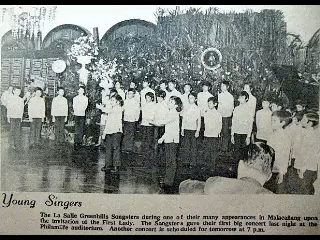 Young Singers
The La Salle Greenhills Songsters during one of their many appearances in Malacañang upon
the invitation of the First Lady. The Songsters gave their first big concert last night at the
Philamlife auditorium. Another concert is scheduled for tomorrow at 7 p.m.